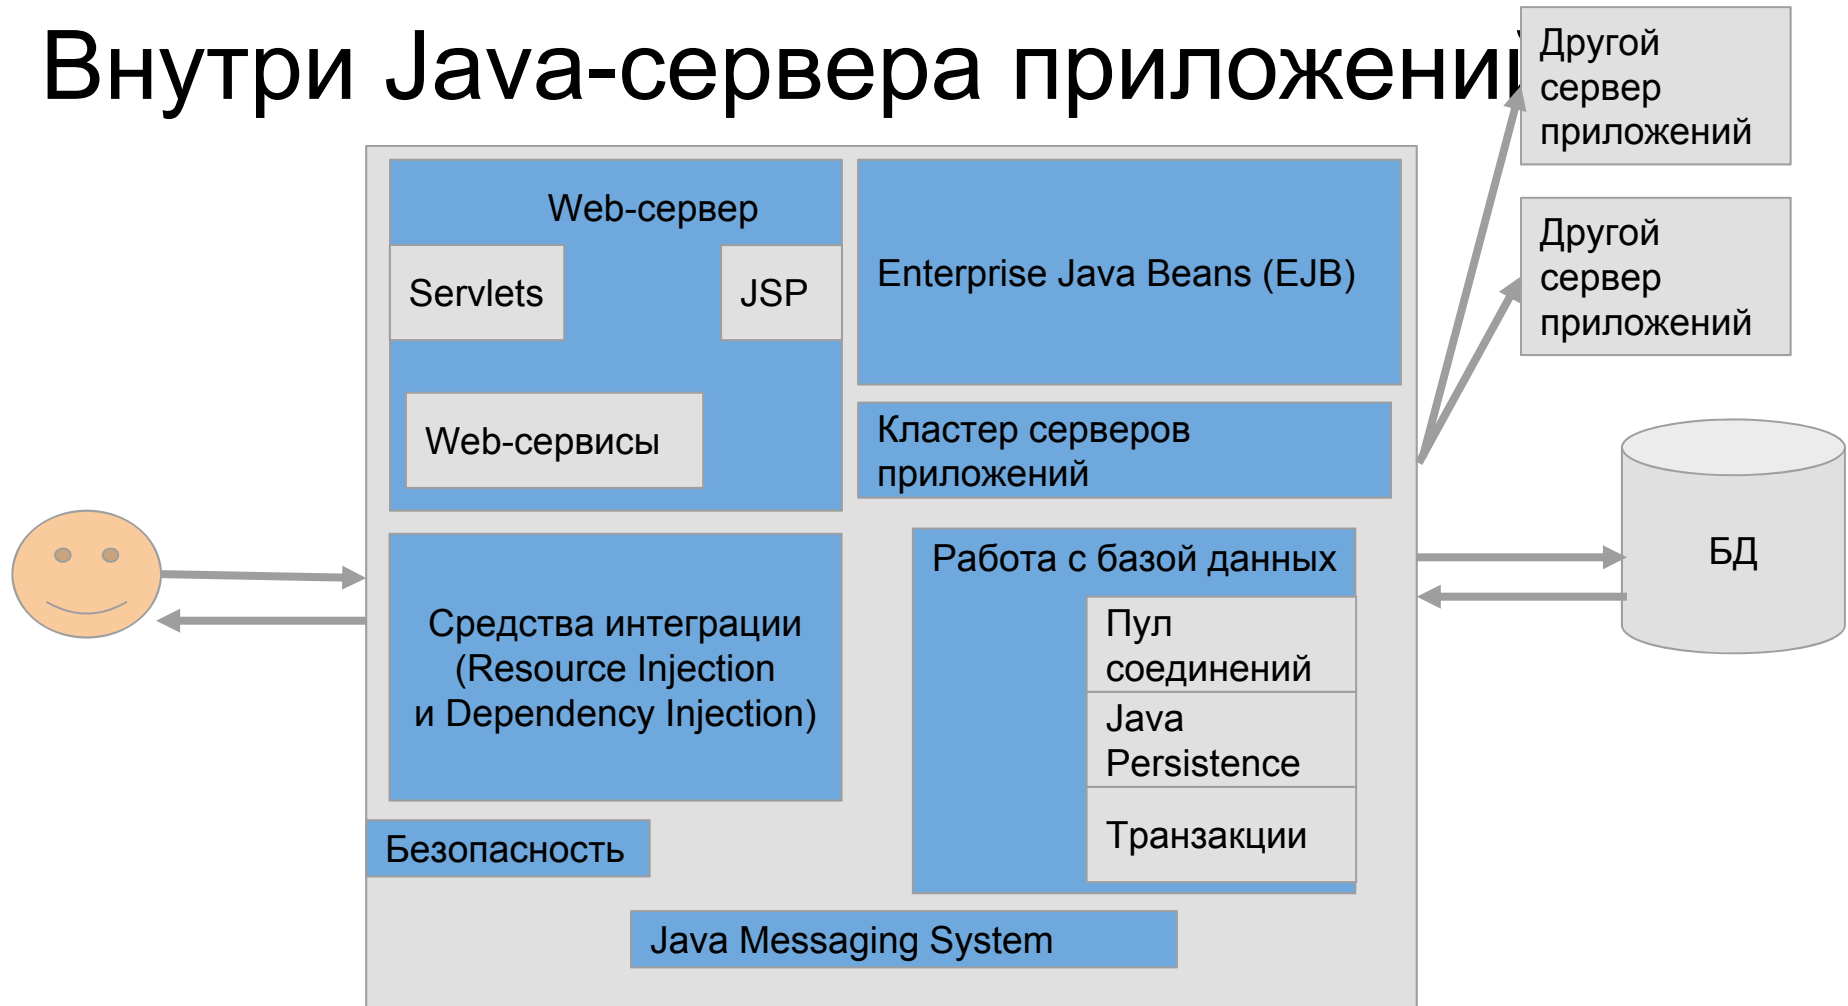 Внутри Java-сервера приложений
Другой
сервер
приложений
Web-сервер
Servlets
JSP
Web-сервисы
Enterprise Java Beans (EJB)
Другой
сервер
приложений
Кластер серверов
приложений
Средства интеграции
(Resource Injection
и Dependency Injection)
Работа с базой данных
Пул
соединений
Java
Persistence
Транзакции
БД
Безопасность
Java Messaging System